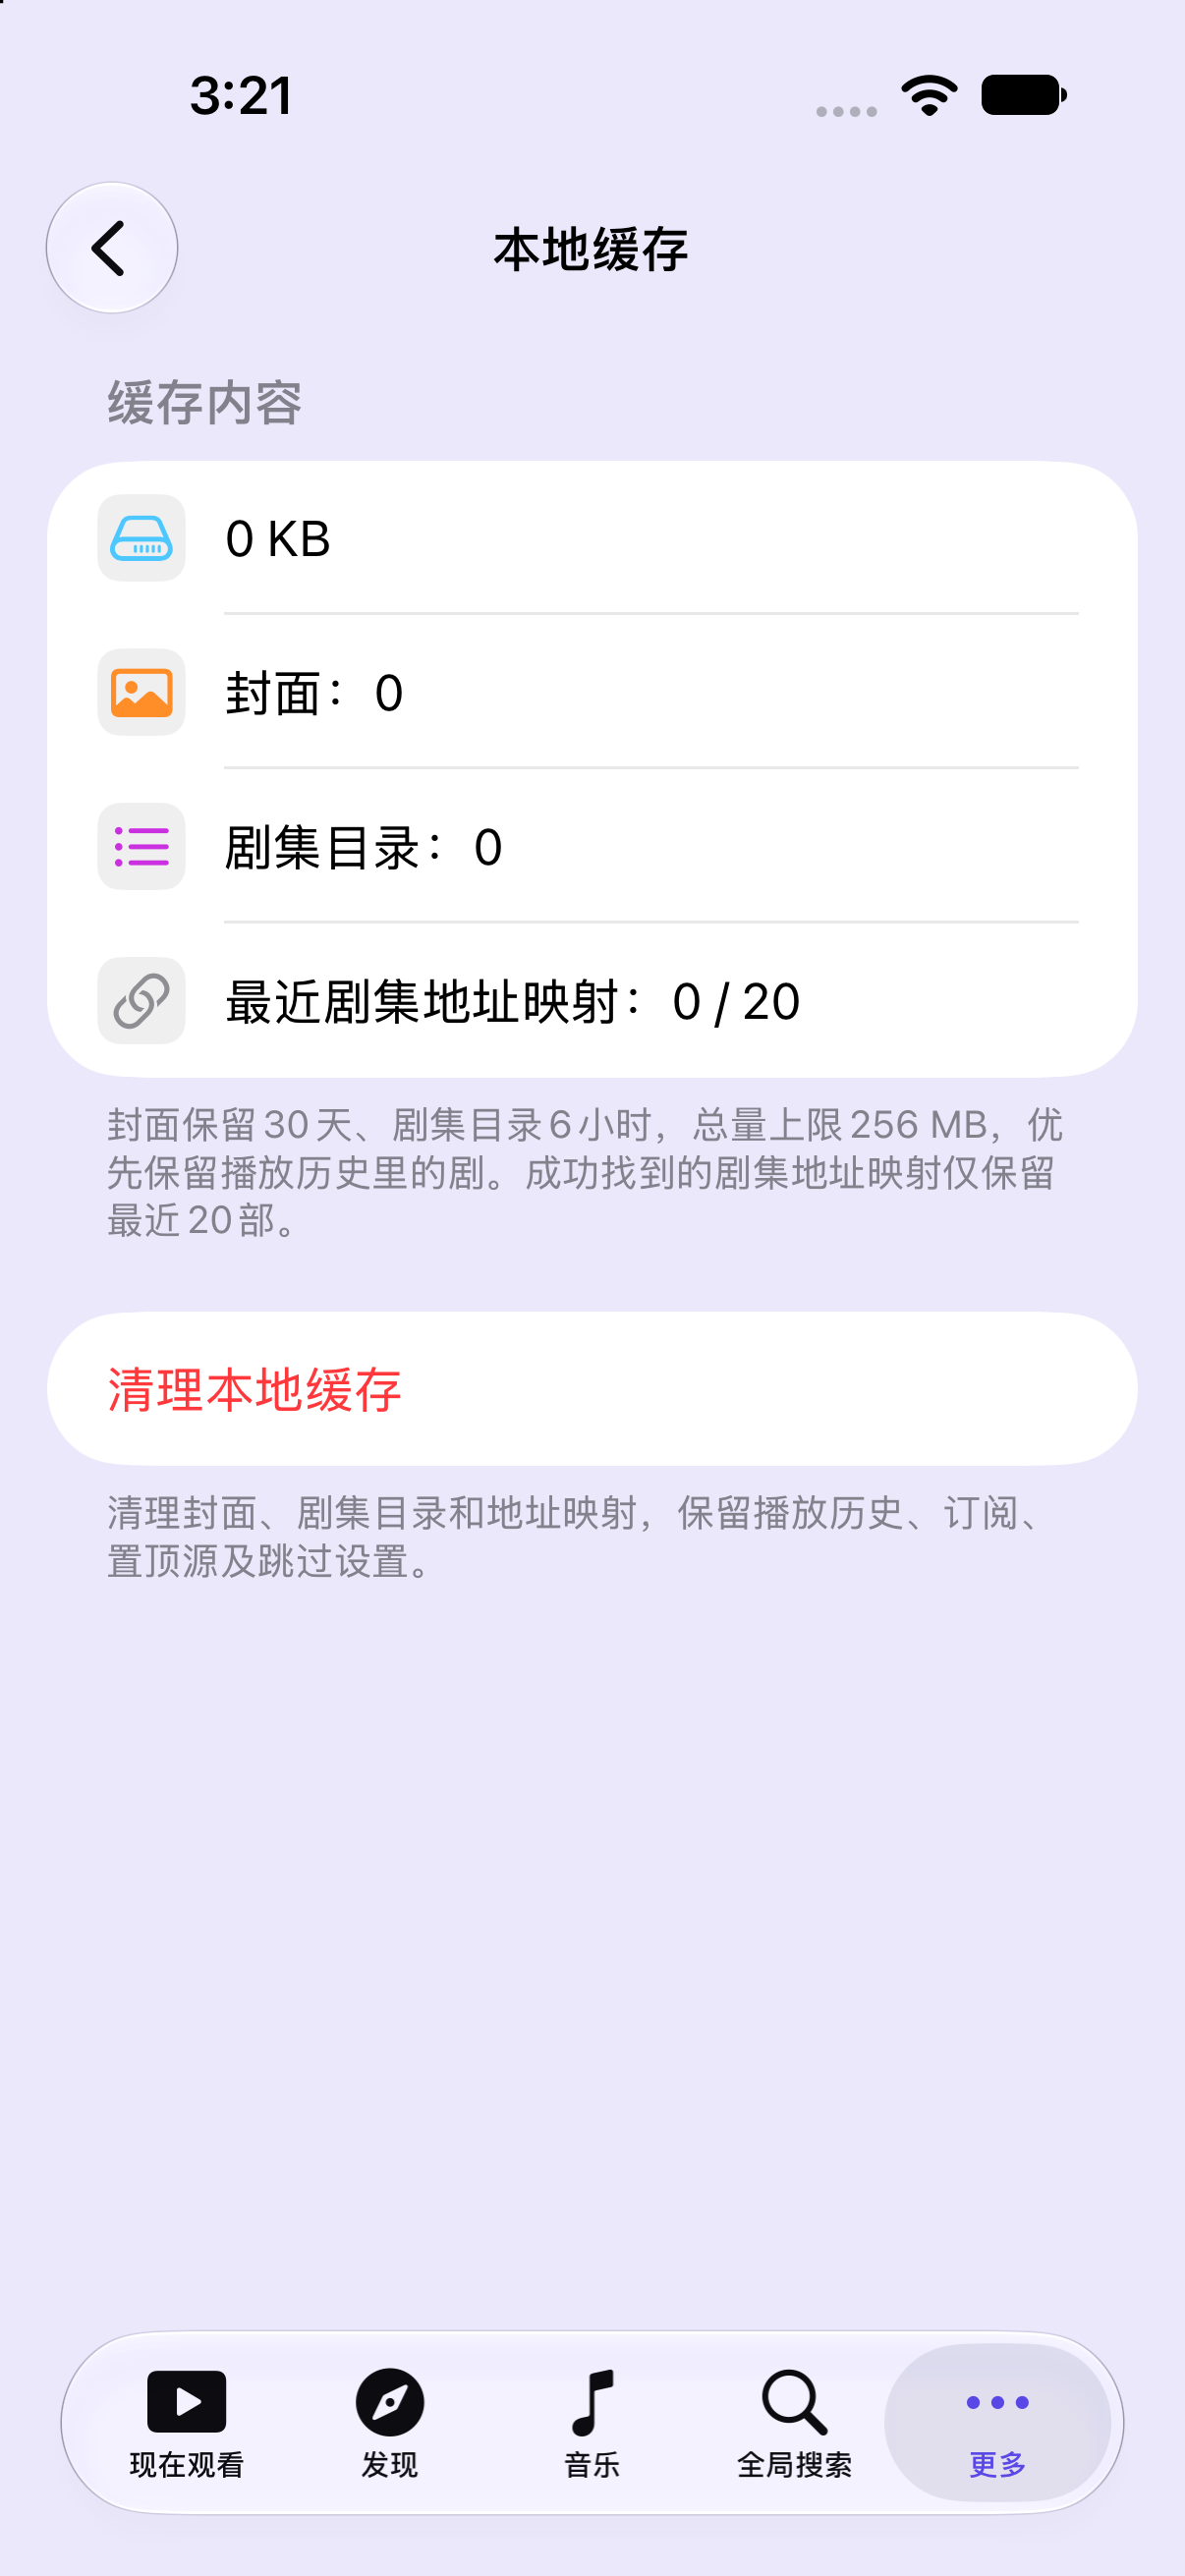 3:21
本地缓存
缓存内容
0 KB
封面：0
剧集目录：0
最近剧集地址映射：0 / 20
封面保留 30 天、剧集目录 6 小时，总量上限 256 MB，优
先保留播放历史里的剧。成功找到的剧集地址映射仅保留
最近 20 部。
清理本地缓存
清理封面、剧集目录和地址映射，保留播放历史、订阅、
置顶源及跳过设置。
现在观看
发现
音乐
全局搜索
更多